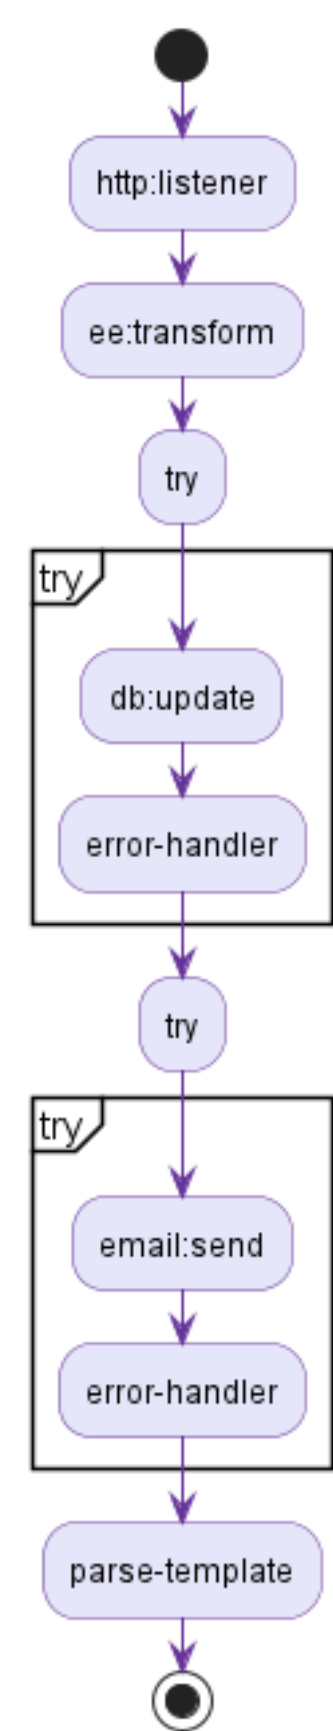 http:listener
ee:transform
try
try
db:update
error-handler
try
try
email:send
error-handler
parse-template